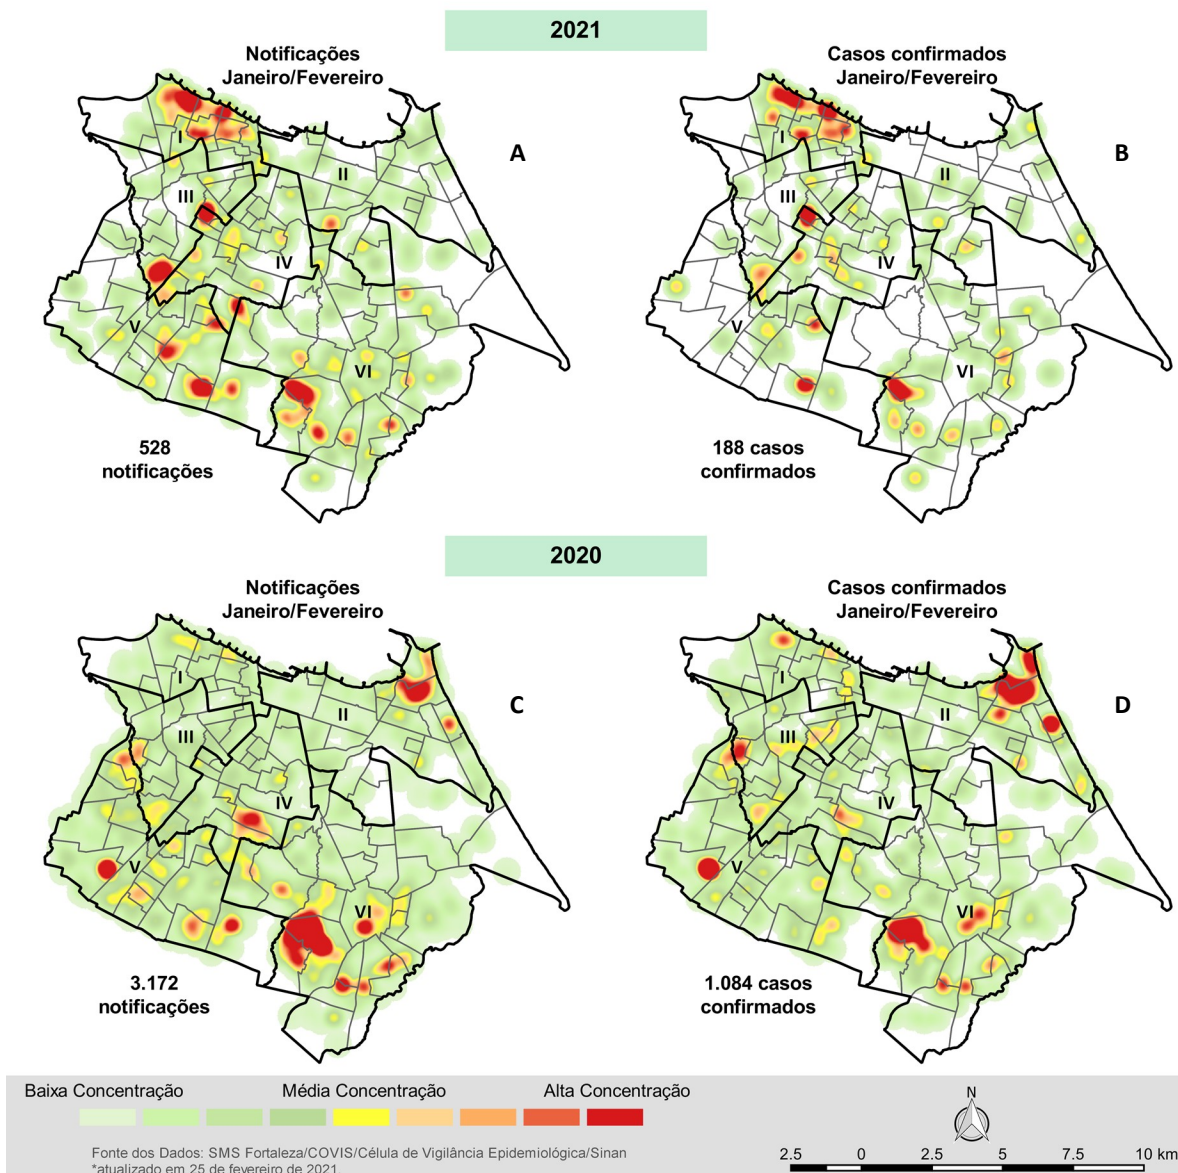 2021
Notificações
Janeiro/Fevereiro
Casos confirmados
Janeiro/Fevereiro
A
B
I
II
III
IV
V
VI
I
II
III
IV
V
VI
528
notificações
188 casos
confirmados
2020
Notificações
Janeiro/Fevereiro
Casos confirmados
Janeiro/Fevereiro
C
D
I
II
III
IV
V
VI
I
II
III
IV
V
VI
3.172
notificações
1.084 casos
confirmados
Baixa Concentração
Média Concentração
Alta Concentração
N
Fonte dos Dados: SMS Fortaleza/COVIS/Célula de Vigilância Epidemiológica/Sinan
*atualizado em 25 de fevereiro de 2021.
2.5 0 2.5 5 7.5 10 km